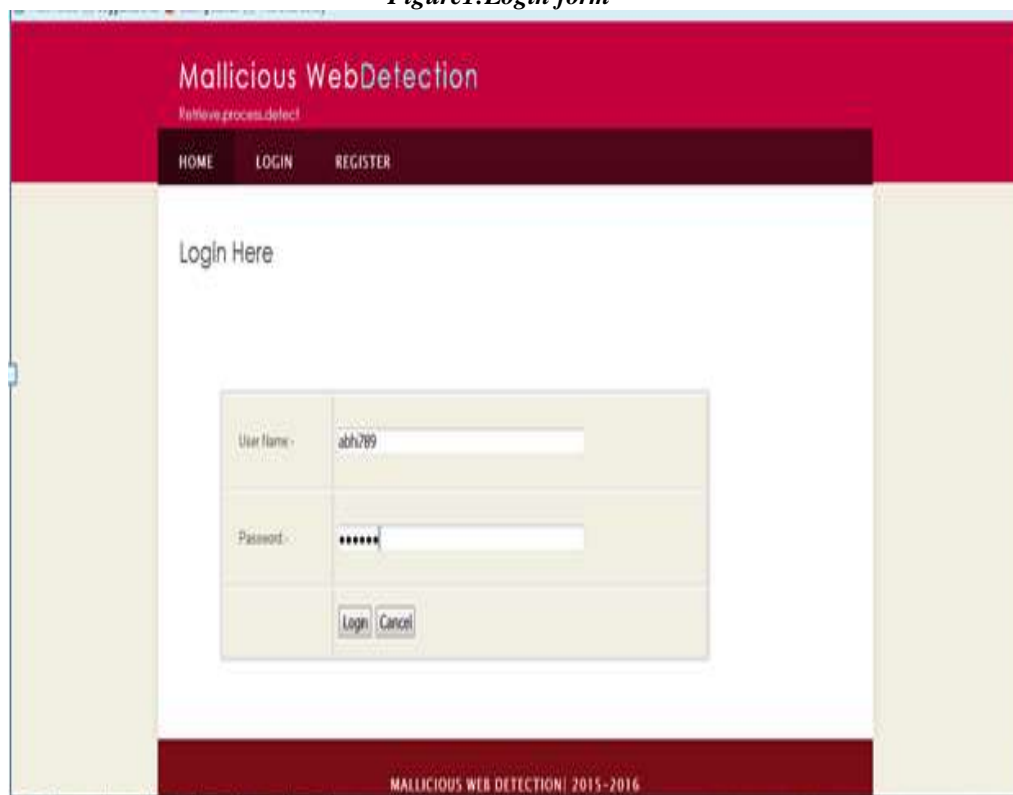 Figure1:Login form
Mallicious WebDetection
Retrieve.process.detect
HOME LOGIN REGISTER
Login Here
User Name -
abhi789
Password -
••••••
Login Cancel
MALLICIOUS WEB DETECTION| 2015-2016